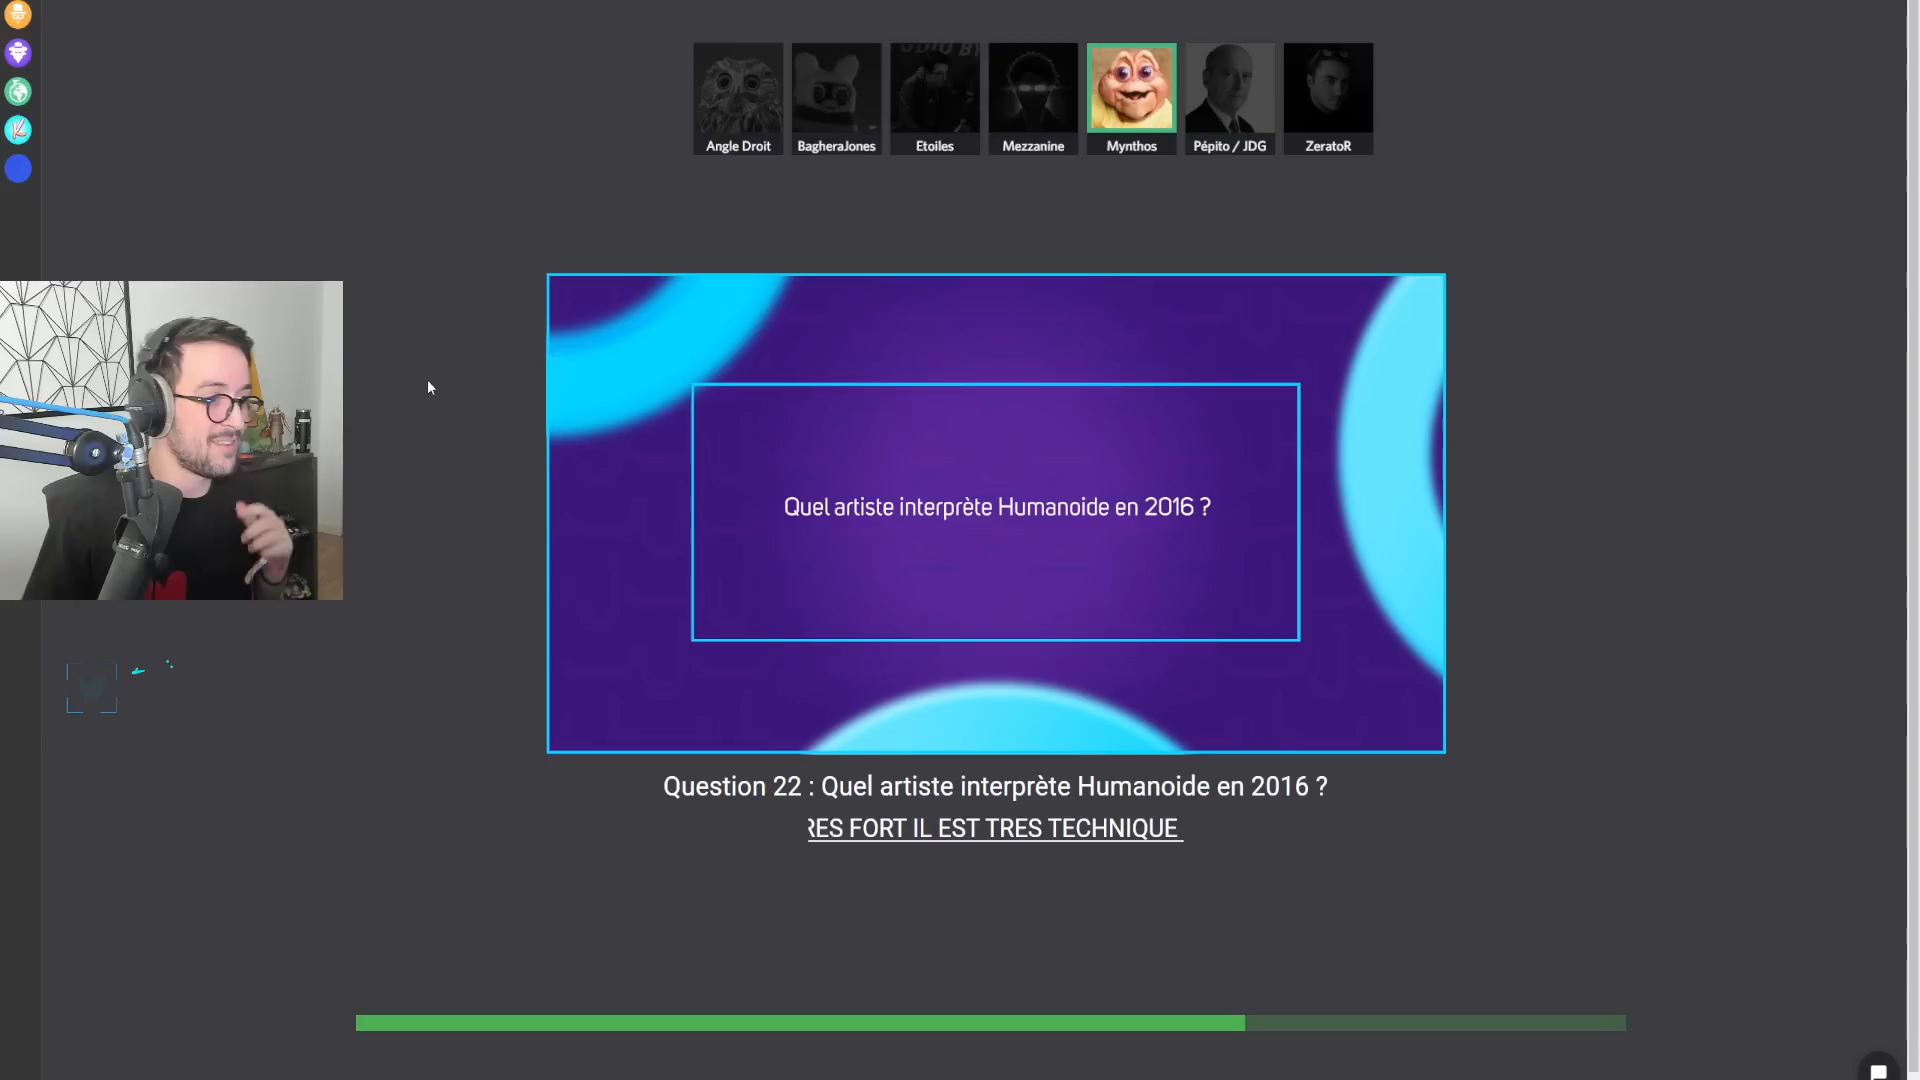 Angle Droit
BagheraJones
Etoiles
Mezzanine
Mynthos
Pépito / JDG
ZeratoR
Quel artiste interprète Humanoide en 2016 ?
Question 22 : Quel artiste interprète Humanoide en 2016 ?
RES FORT IL EST TRES TECHNIQUE